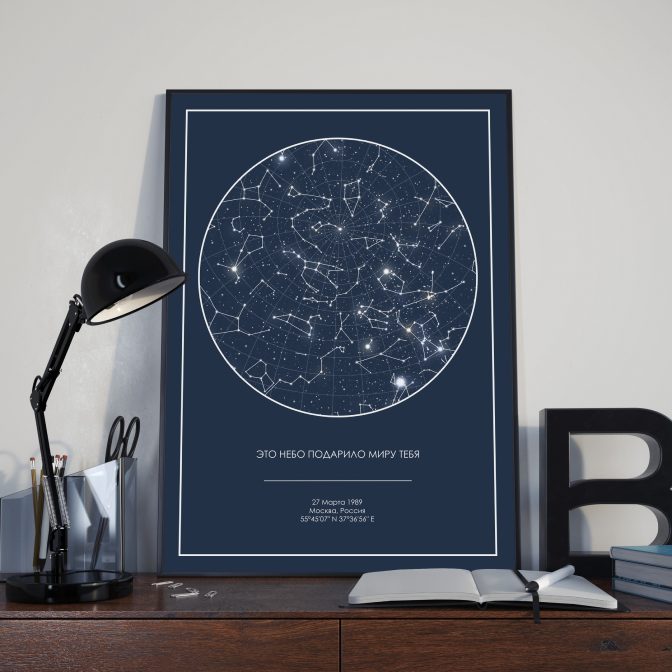 ЭТО НЕБО ПОДАРИЛО МИРУ ТЕБЯ
27 Марта 1989
Москва, Россия
55°45'07" N 37°36'56" E
B